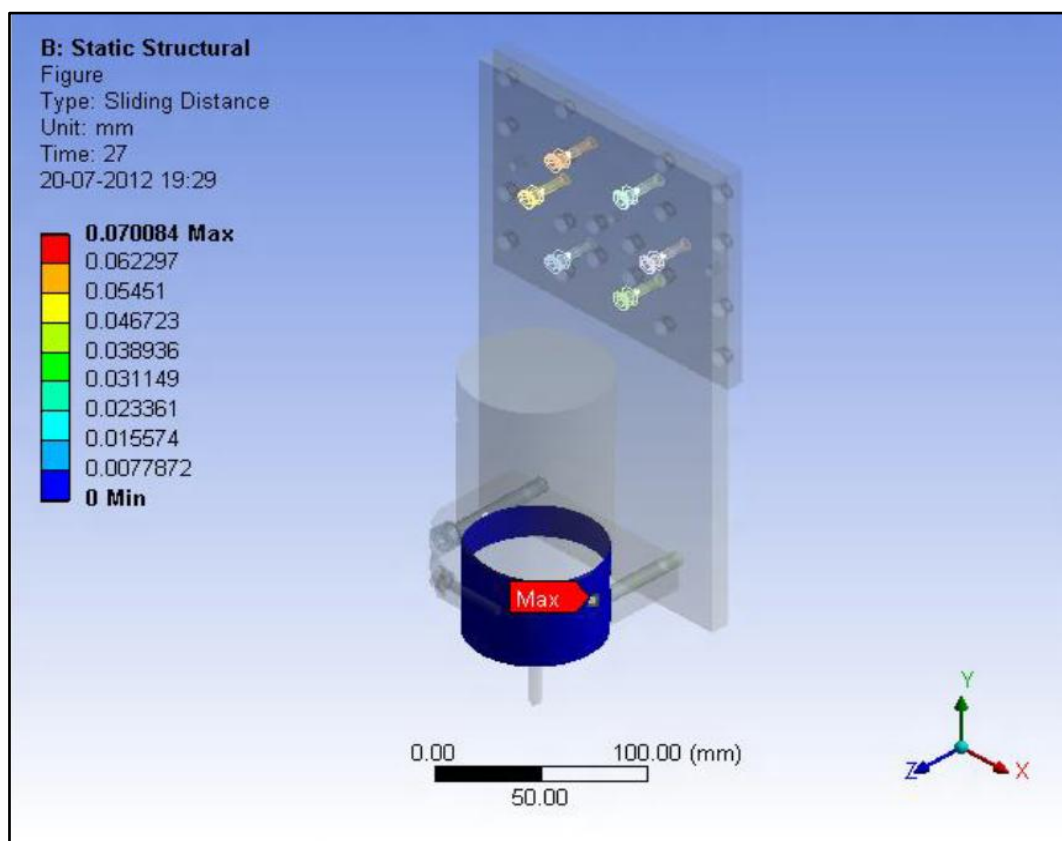 B: Static Structural
Figure
Type: Sliding Distance
Unit: mm
Time: 27
20-07-2012 19:29
0.070084 Max
0.062297
0.05451
0.046723
0.038936
0.031149
0.023361
0.015574
0.0077872
0 Min
Max
0.00 100.00 (mm)
50.00
Y
Z X